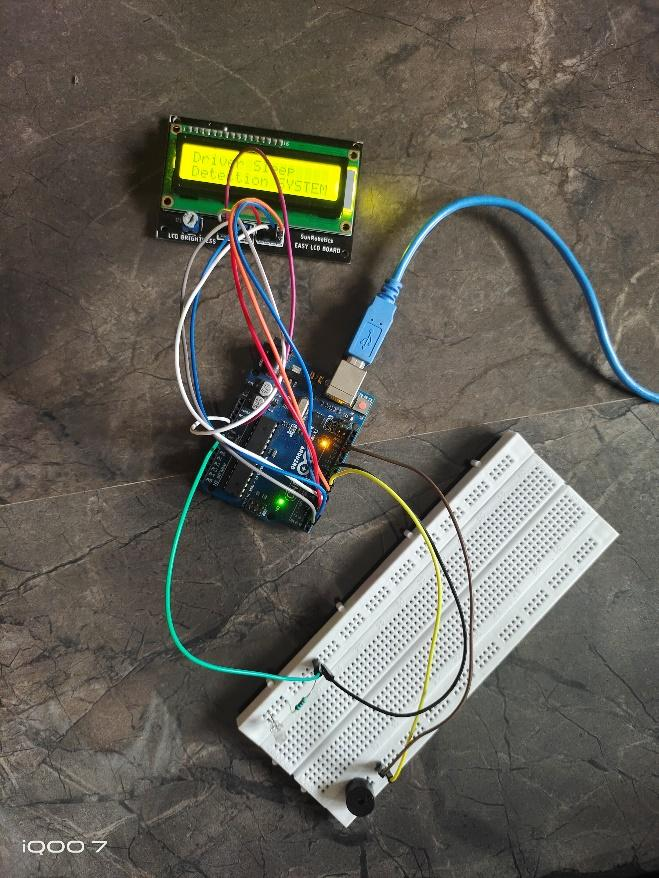 Driver Sleep
Detection SYSTEM
LCD BRIGHTNESS
SunRobotics
EASY LCD BOARD
iQOO 7